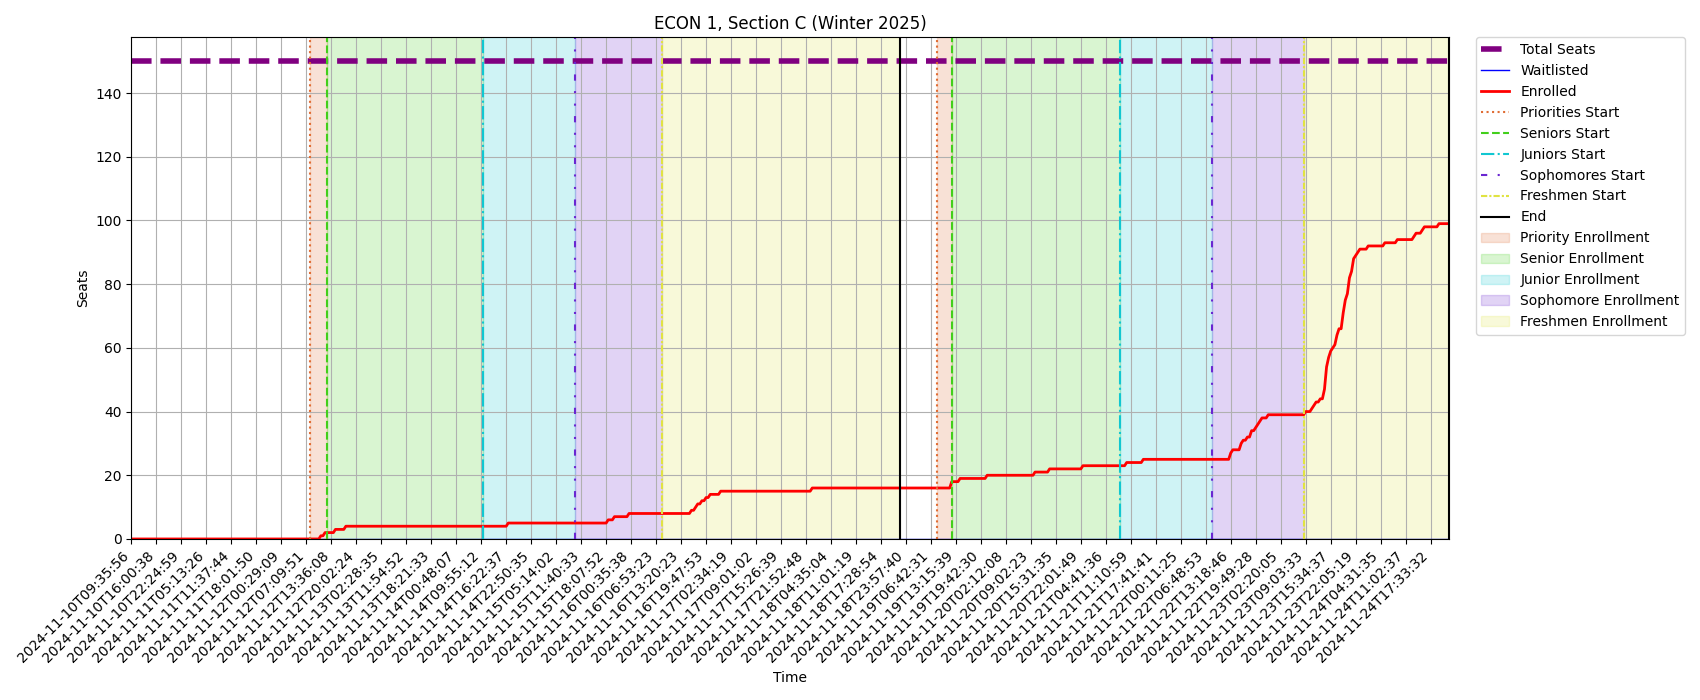 ECON 1, Section C (Winter 2025)
Seats
140
120
100
80
60
40
20
0
2024-11-10T09:35:56
2024-11-10T16:00:38
2024-11-10T22:24:59
2024-11-11T05:13:26
2024-11-11T11:37:44
2024-11-11T18:01:50
2024-11-12T00:29:09
2024-11-12T07:09:51
2024-11-12T13:36:08
2024-11-12T20:02:24
2024-11-13T02:28:35
2024-11-13T11:54:52
2024-11-13T18:21:33
2024-11-14T00:48:07
2024-11-14T09:55:12
2024-11-14T16:22:37
2024-11-14T22:50:35
2024-11-15T05:14:02
2024-11-15T11:40:33
2024-11-15T18:07:52
2024-11-16T00:35:38
2024-11-16T06:53:23
2024-11-16T13:20:23
2024-11-16T19:47:53
2024-11-17T02:34:19
2024-11-17T09:01:02
2024-11-17T15:26:39
2024-11-17T21:52:48
2024-11-18T04:35:04
2024-11-18T11:01:19
2024-11-18T17:28:54
2024-11-18T23:57:40
2024-11-19T06:42:31
2024-11-19T13:15:39
2024-11-19T19:42:30
2024-11-20T02:12:08
2024-11-20T09:02:23
2024-11-20T15:31:35
2024-11-20T22:01:49
2024-11-21T04:41:36
2024-11-21T11:10:59
2024-11-21T17:41:41
2024-11-22T00:11:25
2024-11-22T06:48:53
2024-11-22T13:18:46
2024-11-22T19:49:28
2024-11-23T02:20:05
2024-11-23T09:03:33
2024-11-23T15:34:37
2024-11-23T22:05:19
2024-11-24T04:31:35
2024-11-24T11:02:37
2024-11-24T17:33:32
Time
Total Seats
Waitlisted
Enrolled
Priorities Start
Seniors Start
Juniors Start
Sophomores Start
Freshmen Start
End
Priority Enrollment
Senior Enrollment
Junior Enrollment
Sophomore Enrollment
Freshmen Enrollment